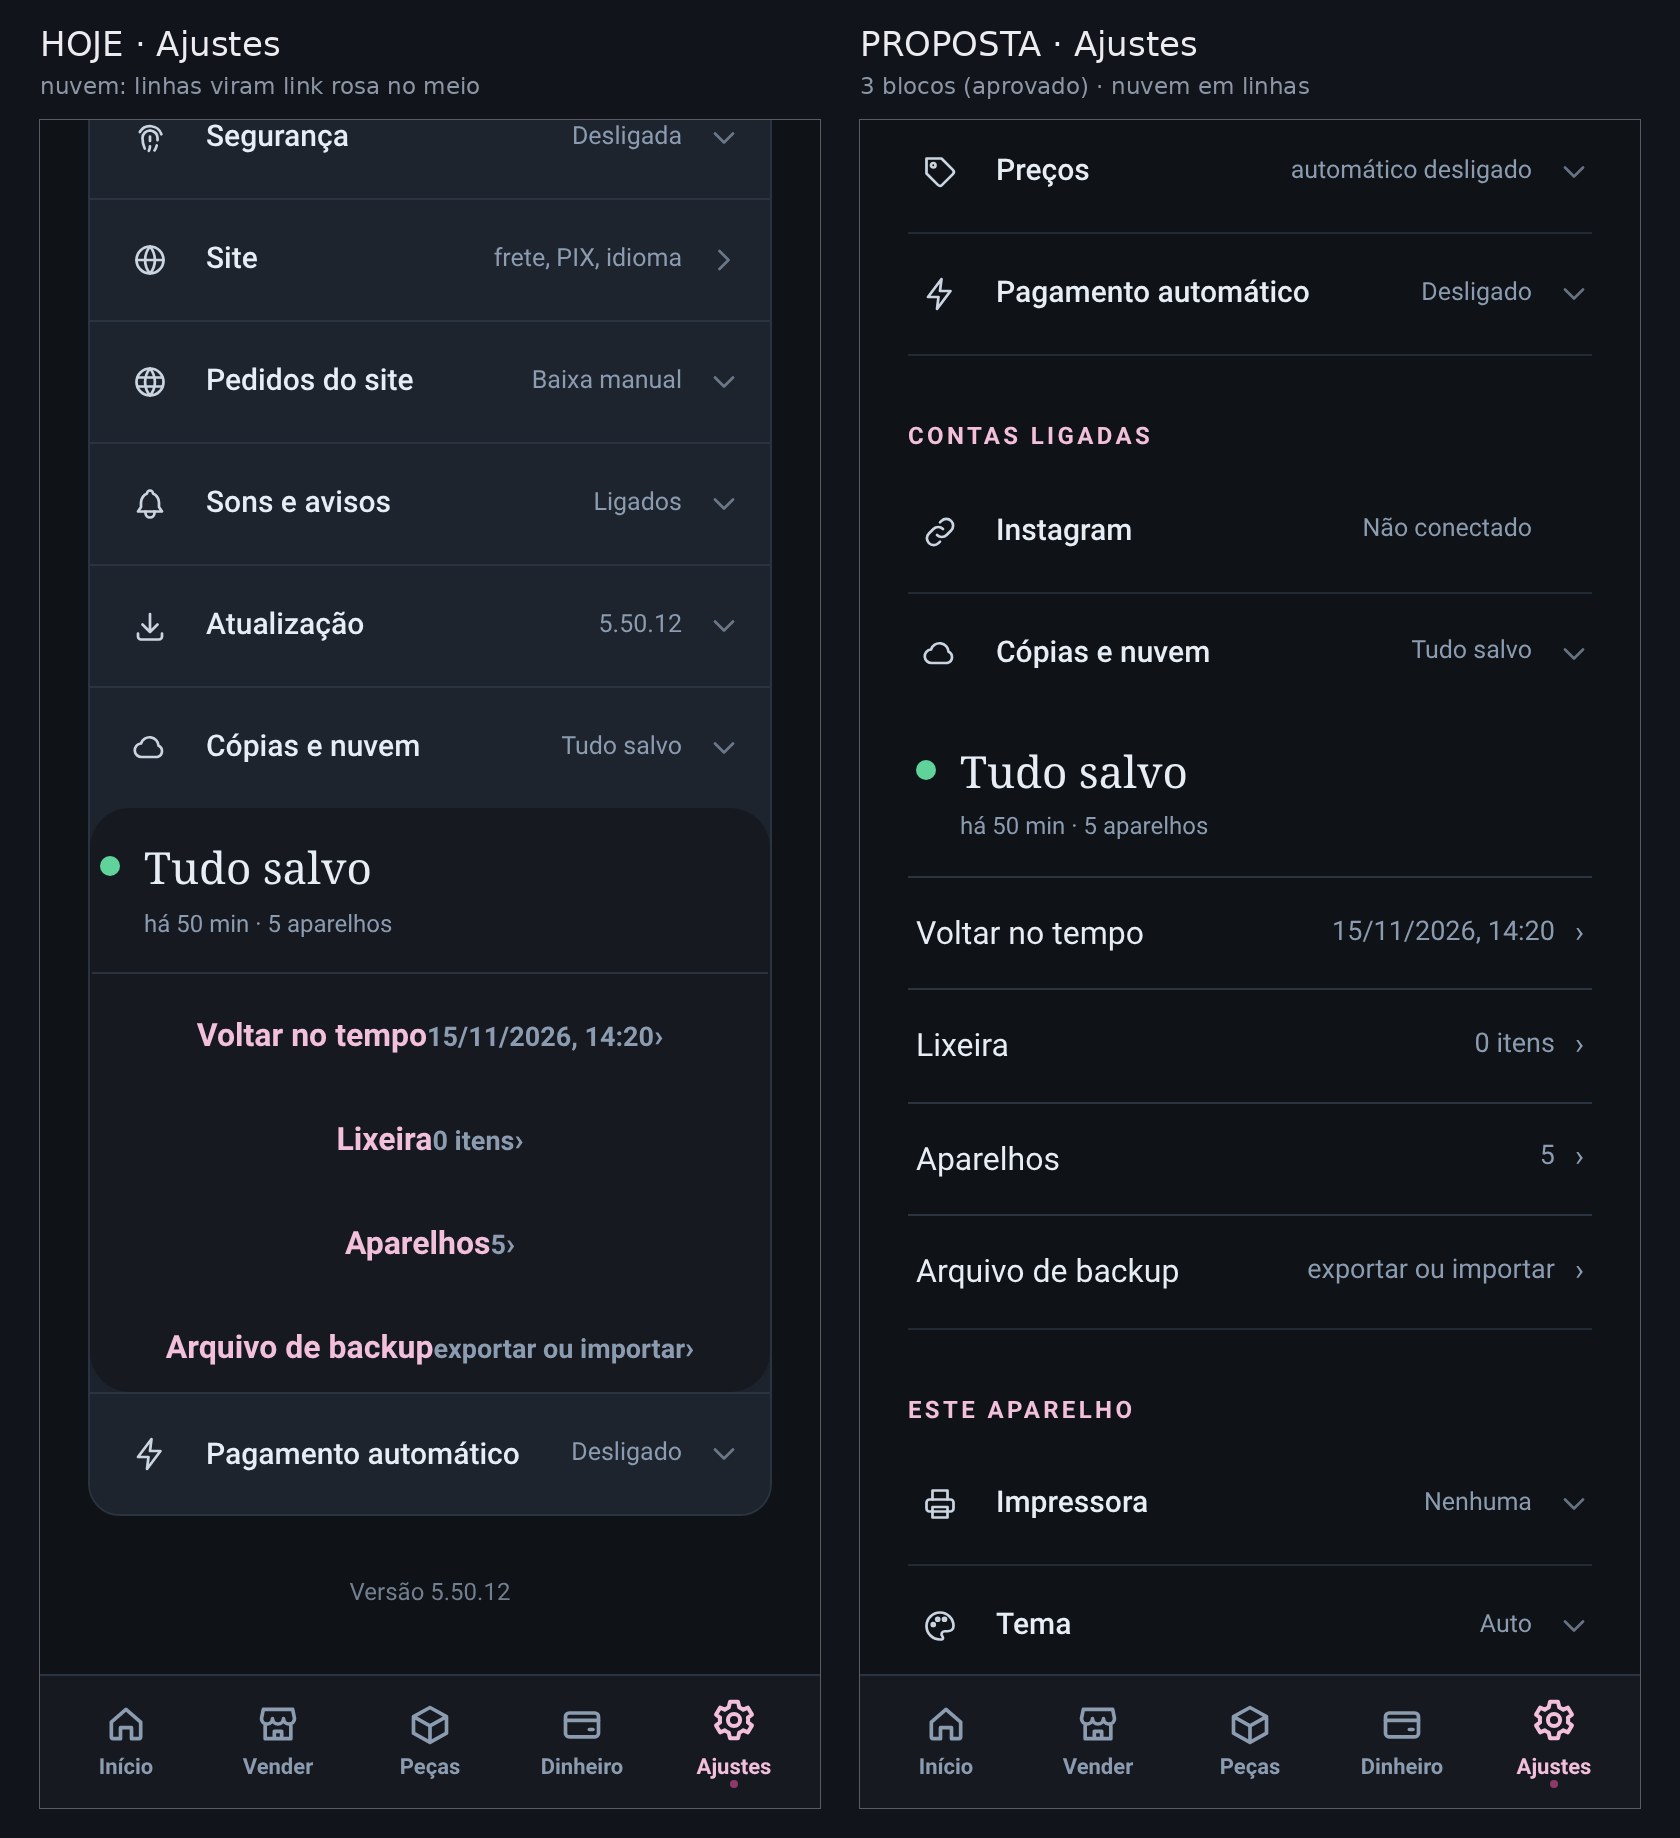 HOJE · Ajustes
nuvem: linhas viram link rosa no meio
Segurança Desligada
Site frete, PIX, idioma
Pedidos do site Baixa manual
Sons e avisos Ligados
Atualização 5.50.12
Cópias e nuvem Tudo salvo
Tudo salvo
há 50 min · 5 aparelhos
Voltar no tempo15/11/2026, 14:20›
Lixeira0 itens›
Aparelhos5›
Arquivo de backupexportar ou importar›
Pagamento automático Desligado
Versão 5.50.12
Início Vender Peças Dinheiro Ajustes
PROPOSTA · Ajustes
3 blocos (aprovado) · nuvem em linhas
Preços automático desligado
Pagamento automático Desligado
CONTAS LIGADAS
Instagram Não conectado
Cópias e nuvem Tudo salvo
Tudo salvo
há 50 min · 5 aparelhos
Voltar no tempo 15/11/2026, 14:20 ›
Lixeira 0 itens ›
Aparelhos 5 ›
Arquivo de backup exportar ou importar ›
ESTE APARELHO
Impressora Nenhuma
Tema Auto
Início Vender Peças Dinheiro Ajustes